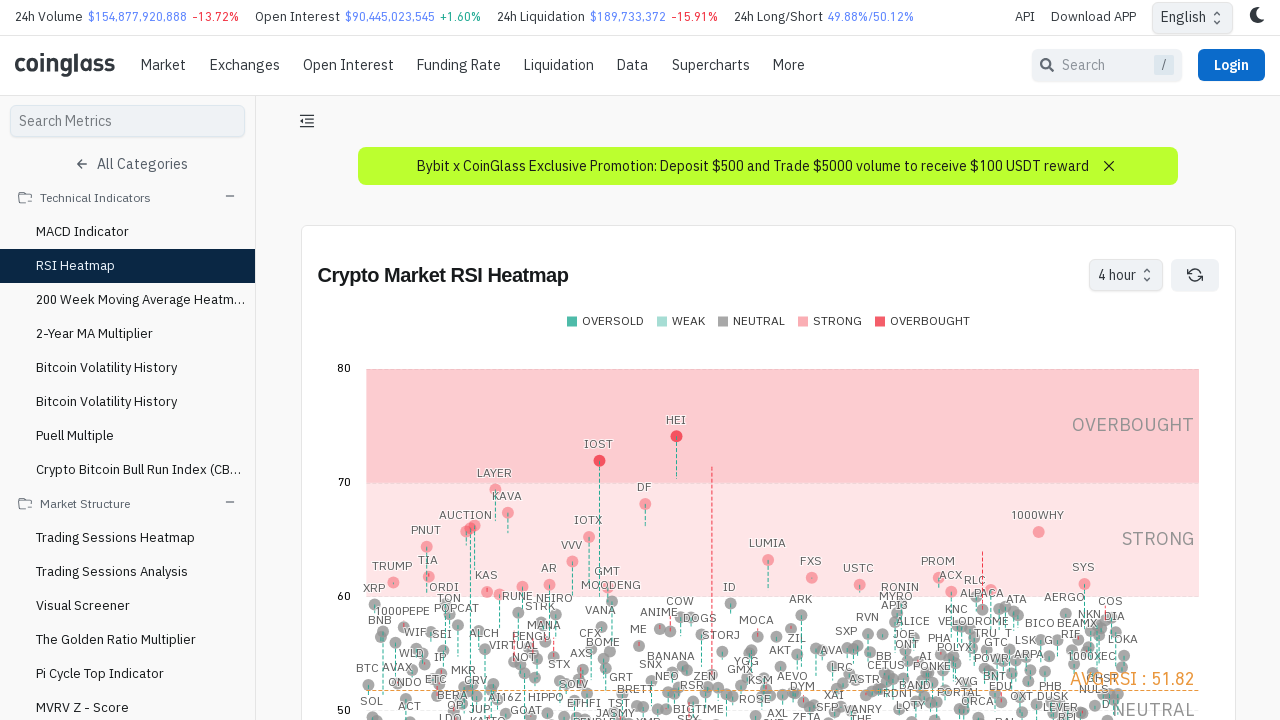 24h Volume $154,877,920,888 -13.72% Open Interest $90,445,023,545 +1.60% 24h Liquidation $189,733,372 -15.91% 24h Long/Short 49.88%/50.12% API Download APP English
coinglass Market Exchanges Open Interest Funding Rate Liquidation Data Supercharts More Search / Login
Search Metrics
All Categories
Technical Indicators
MACD Indicator
RSI Heatmap
200 Week Moving Average Heatm...
2-Year MA Multiplier
Bitcoin Volatility History
Bitcoin Volatility History
Puell Multiple
Crypto Bitcoin Bull Run Index (CB...
Market Structure
Trading Sessions Heatmap
Trading Sessions Analysis
Visual Screener
The Golden Ratio Multiplier
Pi Cycle Top Indicator
MVRV Z - Score
Bybit x CoinGlass Exclusive Promotion: Deposit $500 and Trade $5000 volume to receive $100 USDT reward
Crypto Market RSI Heatmap 4 hour
OVERSOLD WEAK NEUTRAL STRONG OVERBOUGHT
80
HEI
OVERBOUGHT
IOST
LAYER
70
DF
KAVA
AUCTION
1000WHY
IOTX
PNUT
STRONG
VVV
LUMIA
TRUMP
TIA
AR
GMT
KAS
FXS
USTC
PROM
ACX
SYS
RLC
XRP
ORDI
MOODENG
ID
RONIN
60
TON
RUNE
NEIRO
COW
ARK
MYRO
ALPACA
ATA
AERGO
COS
1000PEPE
POPCAT
STRK
VANA
ANIME
API3
KNC
BNB
DOGS
MOCA
RVN
ALICE
VELODROME
BICO
BEAMX
NKN
DIA
WIF
SEI
ALCH
MANA
CFX
ME
STORJ
SXP
JOE
TRU
T
RIF
PENGU
BOME
ZIL
PHA
LSK
G
LOKA
WLD
IP
VIRTUAL
AXS
BANANA
AKT
AVA
BB
ONT
POLYX
GTC
NOT
STX
SNX
YGG
CETUS
AI
POWR
ARPA
1000XEC
BTC
AVAX
MKR
NEO
ZEN
GMX
LRC
PONKE
AVG RSI : 51.82
ONDO
ETC
CRV
SOLV
GRT
RSR
KSM
AEVO
ASTR
BAND
XVG
BNT
EDU
PHB
NULS
SOL
BERA
AI16Z
HIPPO
BRETT
ROSE
DYM
XAI
RDNT
PORTAL
OXT
DUSK
ACT
OP
JUP
GOAT
ETHFI
TST
BIGTIME
AXL
SFP
VANRY
LQTY
ORCA
LEVER
NEUTRAL
50
LDO
JASMY
SPX
ZETA
THE